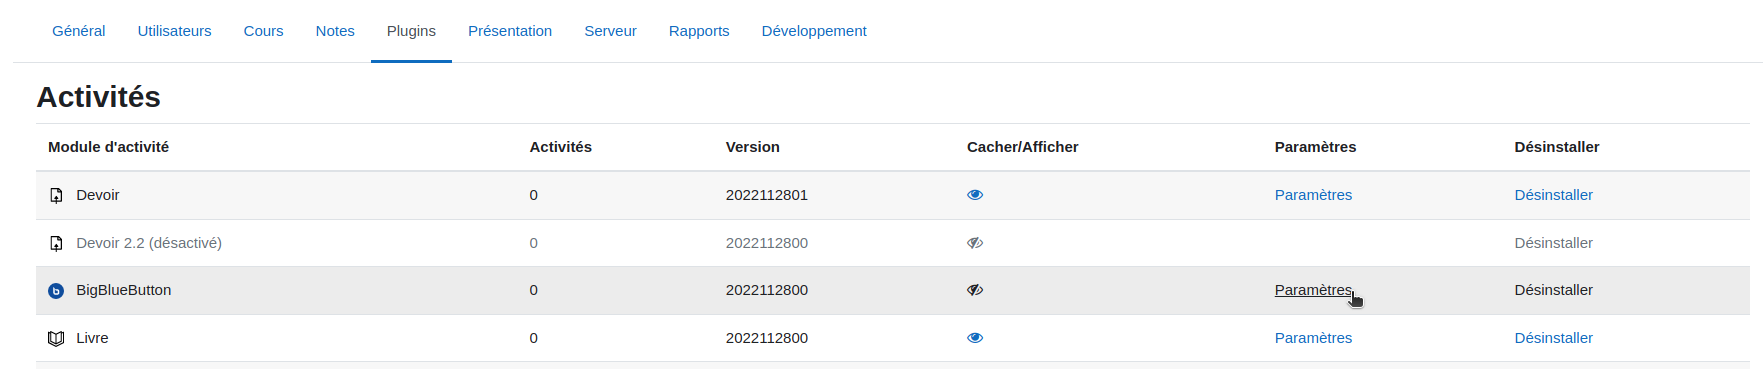 Général Utilisateurs Cours Notes Plugins Présentation Serveur Rapports Développement
Activités
Module d'activité Activités Version Cacher/Afficher Paramètres Désinstaller
Devoir 0 2022112801 Paramètres Désinstaller
Devoir 2.2 (désactivé) 0 2022112800 Désinstaller
BigBlueButton 0 2022112800 Paramètres Désinstaller
Livre 0 2022112800 Paramètres Désinstaller